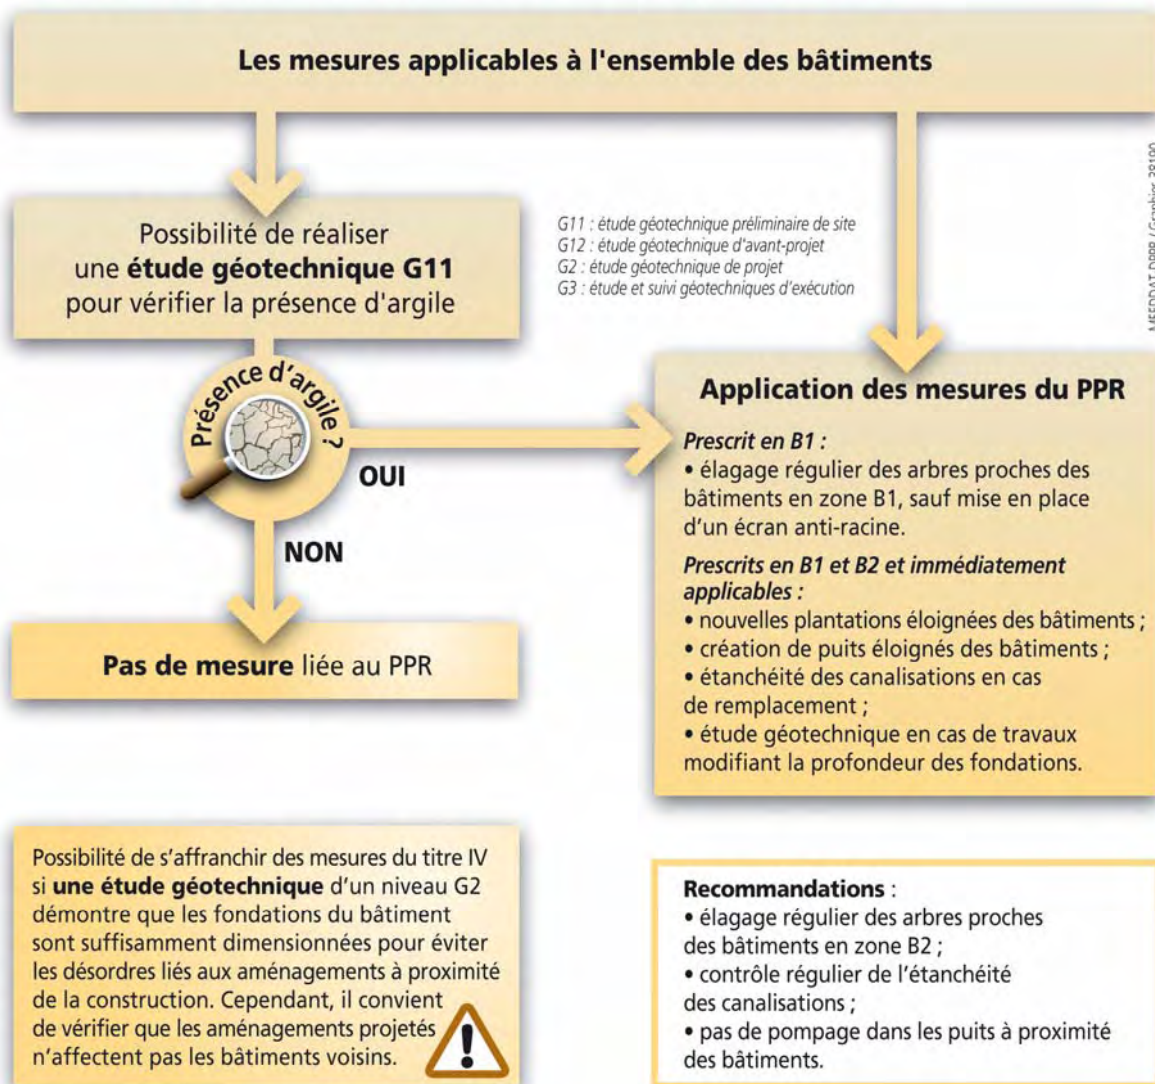 Les mesures applicables à l'ensemble des bâtiments
Possibilité de réaliser
une étude géotechnique G11
pour vérifier la présence d'argile
G11 : étude géotechnique préliminaire de site
G12 : étude géotechnique d'avant-projet
G2 : étude géotechnique de projet
G3 : étude et suivi géotechniques d'exécution
MEEDDAT DPPR / Graphies 38190
Présence d'argile ?
OUI
NON
Pas de mesure liée au PPR
Application des mesures du PPR
Prescrit en B1 :
• élagage régulier des arbres proches des
bâtiments en zone B1, sauf mise en place
d'un écran anti-racine.
Prescrits en B1 et B2 et immédiatement
applicables :
• nouvelles plantations éloignées des bâtiments ;
• création de puits éloignés des bâtiments ;
• étanchéité des canalisations en cas
de remplacement ;
• étude géotechnique en cas de travaux
modifiant la profondeur des fondations.
Possibilité de s'affranchir des mesures du titre IV
si une étude géotechnique d'un niveau G2
démontre que les fondations du bâtiment
sont suffisamment dimensionnées pour éviter
les désordres liés aux aménagements à proximité
de la construction. Cependant, il convient
de vérifier que les aménagements projetés
n'affectent pas les bâtiments voisins.
!
Recommandations :
• élagage régulier des arbres proches
des bâtiments en zone B2 ;
• contrôle régulier de l'étanchéité
des canalisations ;
• pas de pompage dans les puits à proximité
des bâtiments.